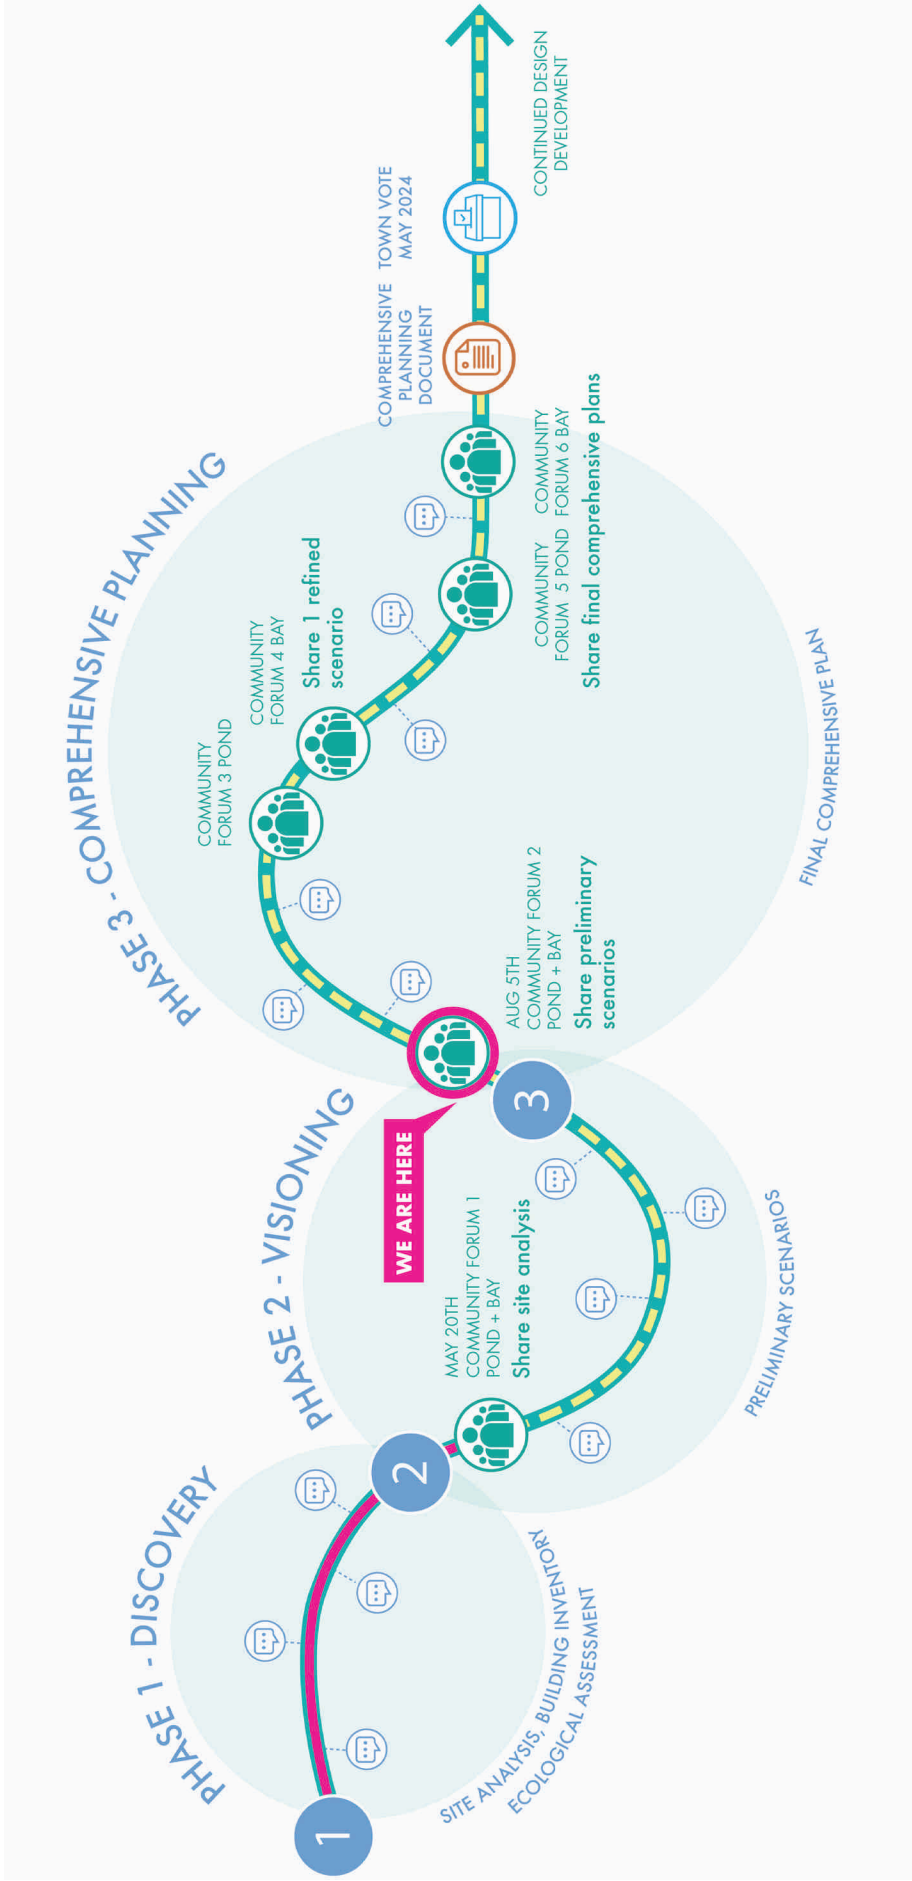 PHASE 1 - DISCOVERY
1
SITE ANALYSIS, BUILDING INVENTORY
ECOLOGICAL ASSESSMENT
PHASE 2 - VISIONING
2
MAY 20TH
COMMUNITY FORUM 1
POND + BAY
Share site analysis
PRELIMINARY SCENARIOS
WE ARE HERE
3
PHASE 3 - COMPREHENSIVE PLANNING
AUG 5TH
COMMUNITY FORUM 2
POND + BAY
Share preliminary
scenarios
COMMUNITY
FORUM 3 POND
COMMUNITY
FORUM 4 BAY
Share 1 refined
scenario
COMMUNITY
FORUM 5 POND
COMMUNITY
FORUM 6 BAY
Share final comprehensive plans
FINAL COMPREHENSIVE PLAN
COMPREHENSIVE
PLANNING
DOCUMENT
TOWN VOTE
MAY 2024
CONTINUED DESIGN
DEVELOPMENT